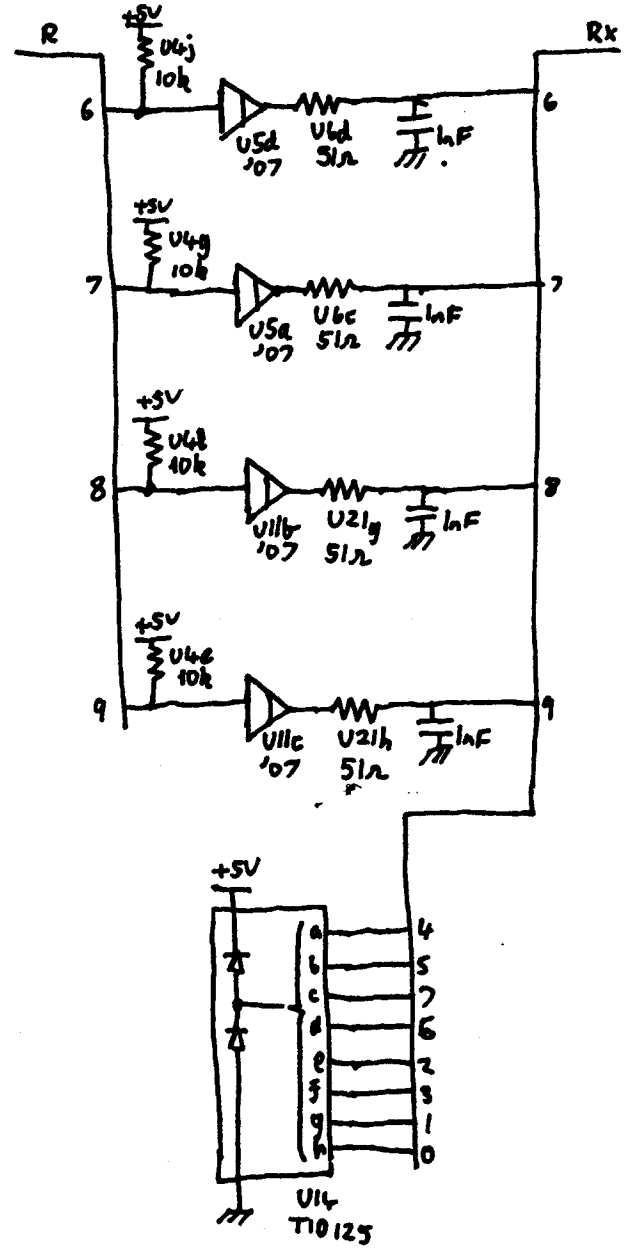 R
Rx
+5V
U4j
10k
6
6
U5d
'07
U6d
51Ω
1nF
+5V
U4g
10k
7
7
U5a
'07
U6c
51Ω
1nF
+5V
10k
8
8
U11b
'07
U21g
51Ω
1nF
+5V
U4e
10k
9
9
U11c
'07
U21h
51Ω
1nF
+5V
a 4
b 5
c 7
d 6
e 2
f 3
g 1
h 0